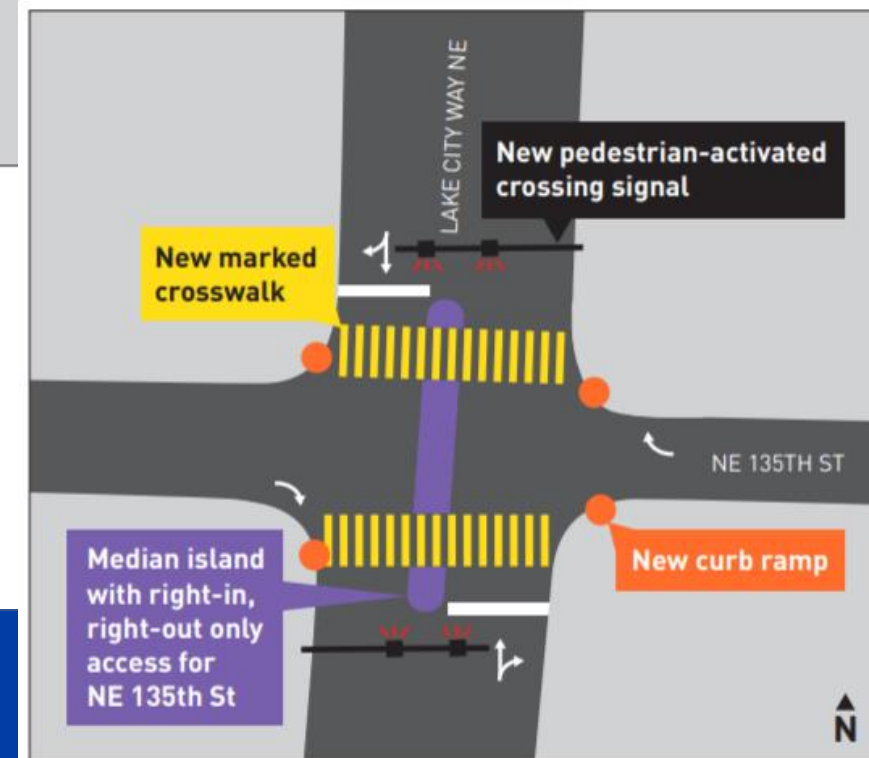 LAKE CITY WAY NE
New pedestrian-activated
crossing signal
New marked
crosswalk
NE 135TH ST
Median island
with right-in,
right-out only
access for
NE 135th St
New curb ramp
N